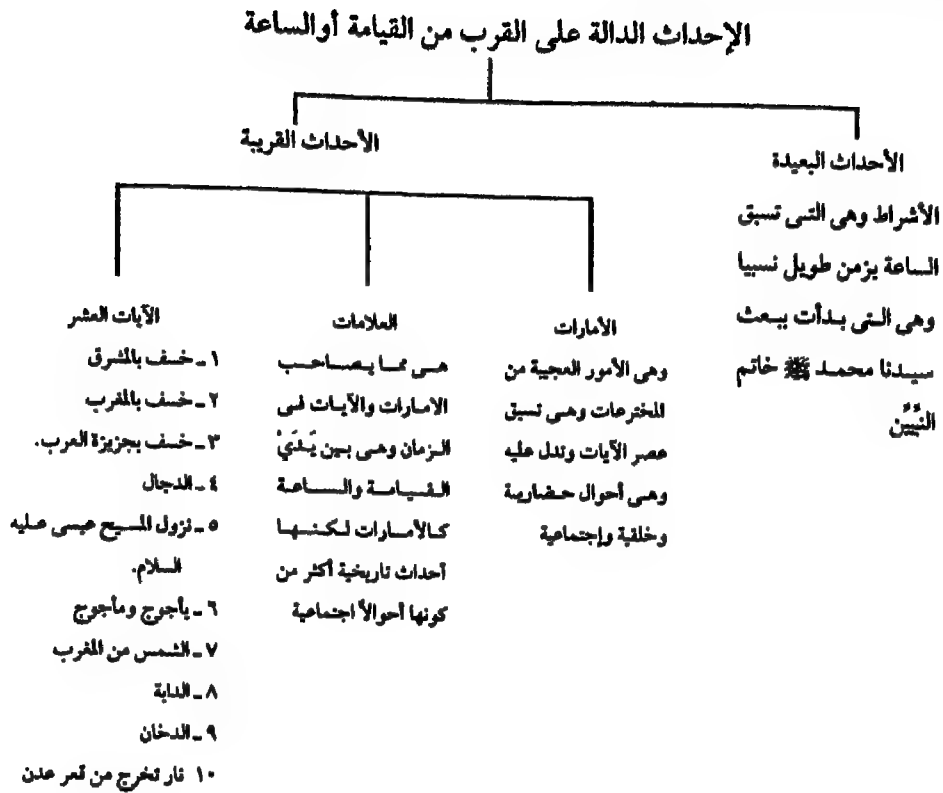 الإحداث الدالة على القرب من القيامة أوالساعة
الأحداث البعيدة
الأشراط وهى التى تسبق
الساعة بزمن طويل نسبيا
وهى التى بدأت ببعث
سيدنا محمد ﷺ خاتم
النبيين
الأحداث القريبة
الأمارات
وهى الأمور العجيبة من
المخترعات وهى تسبق
عصر الآيات وتدل عليه
وهى أحوال حضارية
وخلقية وإجتماعية
العلامات
هى مما يصاحب
الامارات والآيات فى
الزمان وهى بين يَدَيْ
القيامة والساعة
كالأمارات لكنها
أحداث تاريخية أكثر من
كونها أحوالاً اجتماعية
الآيات العشر
١ ـ خسف بالمشرق
٢ ـ خسف بالمغرب
٣ ـ خسف بجزيزة العرب.
٤ ـ الدجال
٥ ـ نزول المسيح عيسى عليه
السلام.
٦ ـ يأجوج ومأجوج
٧ ـ الشمس من المغرب
٨ ـ الدابة
٩ ـ الدخان
١٠ نار تخرج من قعر عدن